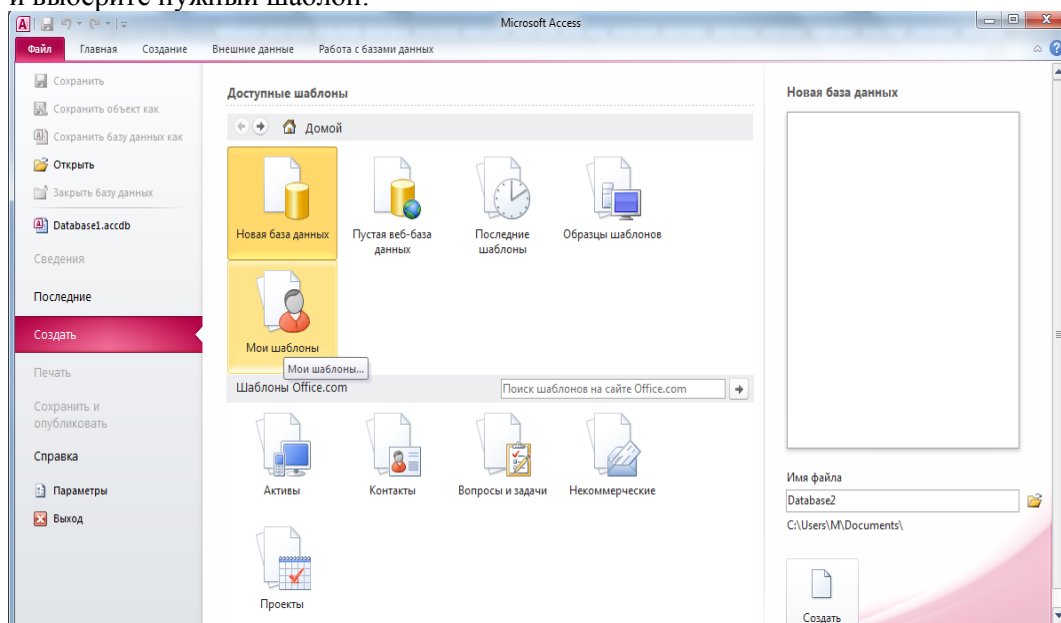 и выберите нужный шаблон.
Microsoft Access
Файл Главная Создание Внешние данные Работа с базами данных
Сохранить
Сохранить объект как
Сохранить базу данных как
Открыть
Закрыть базу данных
Database1.accdb
Сведения
Последние
Создать
Печать
Сохранить и
опубликовать
Справка
Параметры
Выход
Доступные шаблоны
Домой
Новая база данных
Пустая веб-база
данных
Последние
шаблоны
Образцы шаблонов
Мои шаблоны
Мои шаблоны...
Шаблоны Office.com
Поиск шаблонов на сайте Office.com
Активы
Контакты
Вопросы и задачи
Некоммерческие
Проекты
Новая база данных
Имя файла
Database2
C:\Users\M\Documents\
Создать